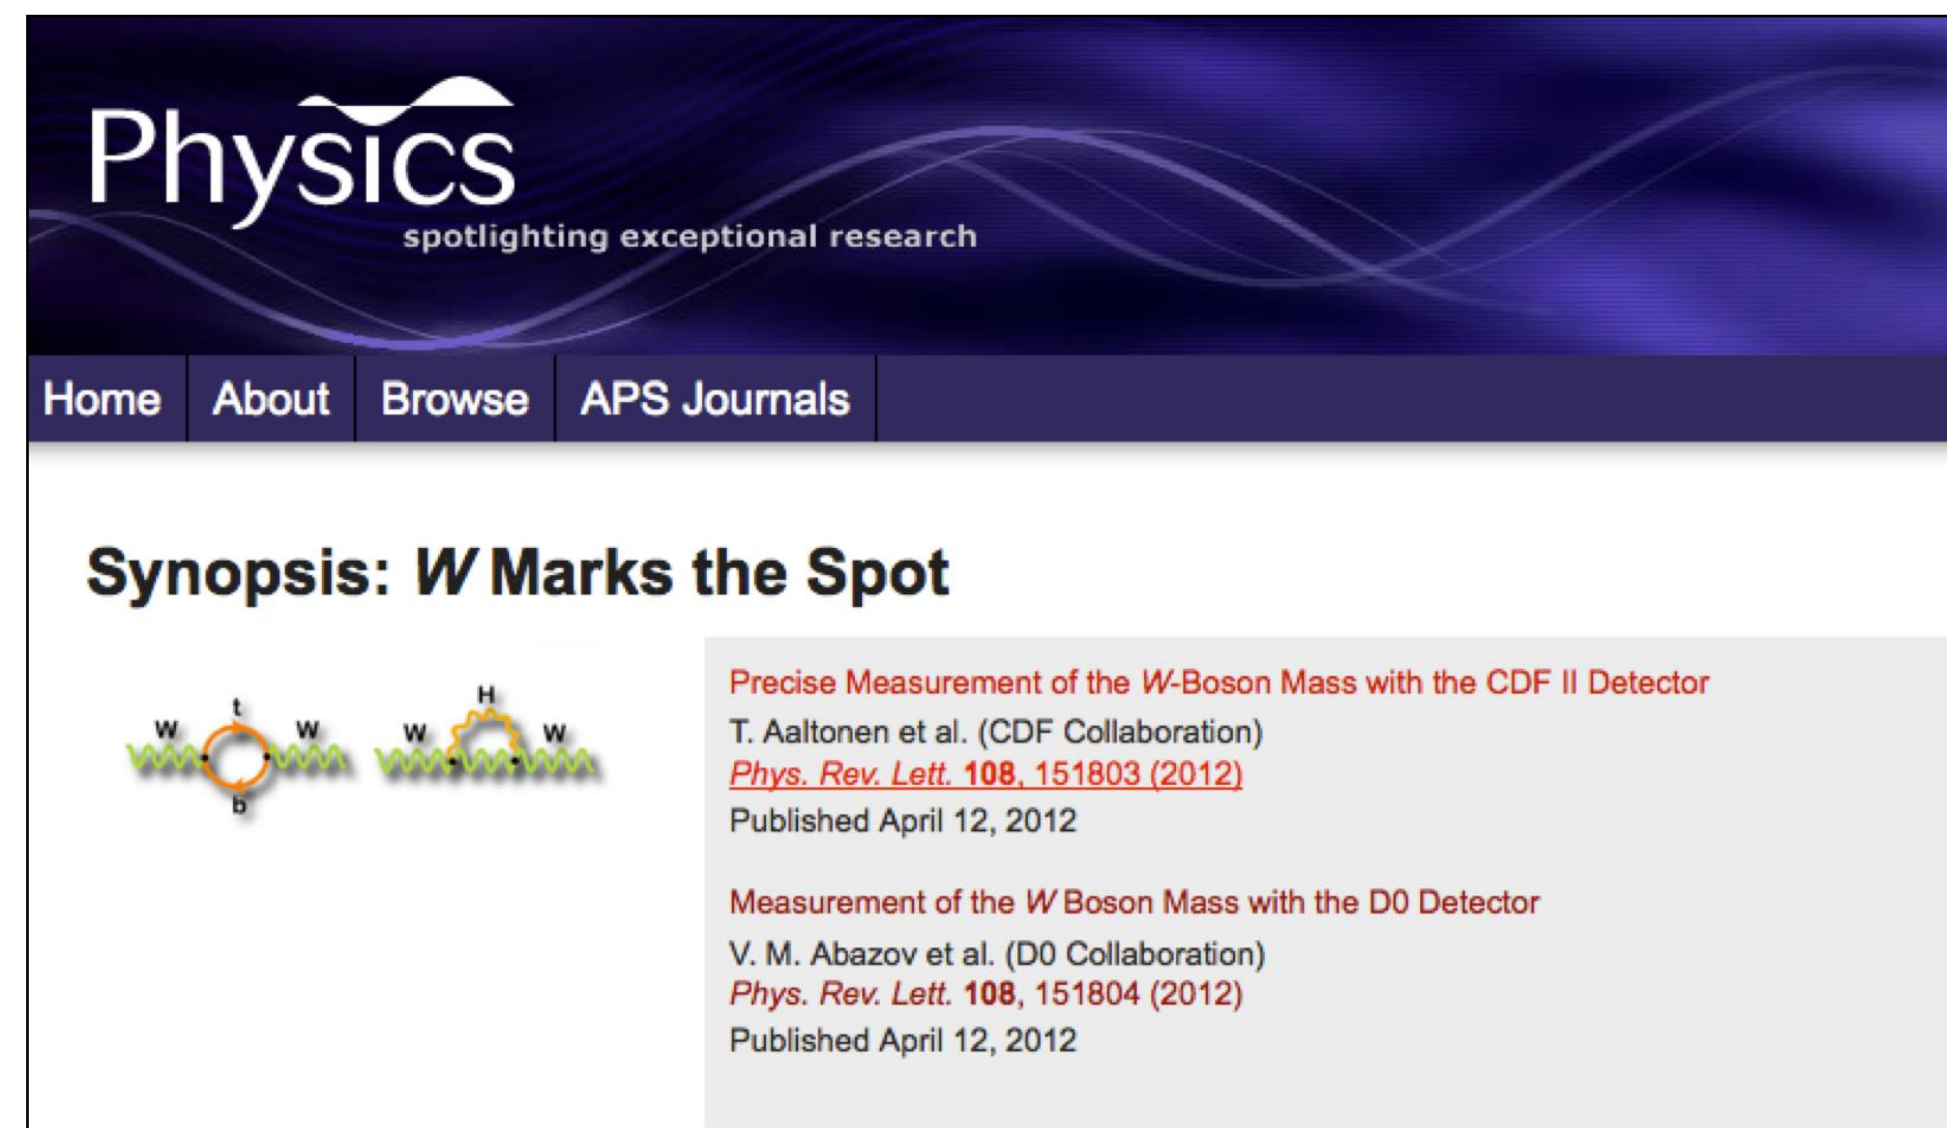 Physics
spotlighting exceptional research
Home About Browse APS Journals
Synopsis: W Marks the Spot
W t W b
W H W
Precise Measurement of the W-Boson Mass with the CDF II Detector
T. Aaltonen et al. (CDF Collaboration)
Phys. Rev. Lett. 108, 151803 (2012)
Published April 12, 2012
Measurement of the W Boson Mass with the D0 Detector
V. M. Abazov et al. (D0 Collaboration)
Phys. Rev. Lett. 108, 151804 (2012)
Published April 12, 2012